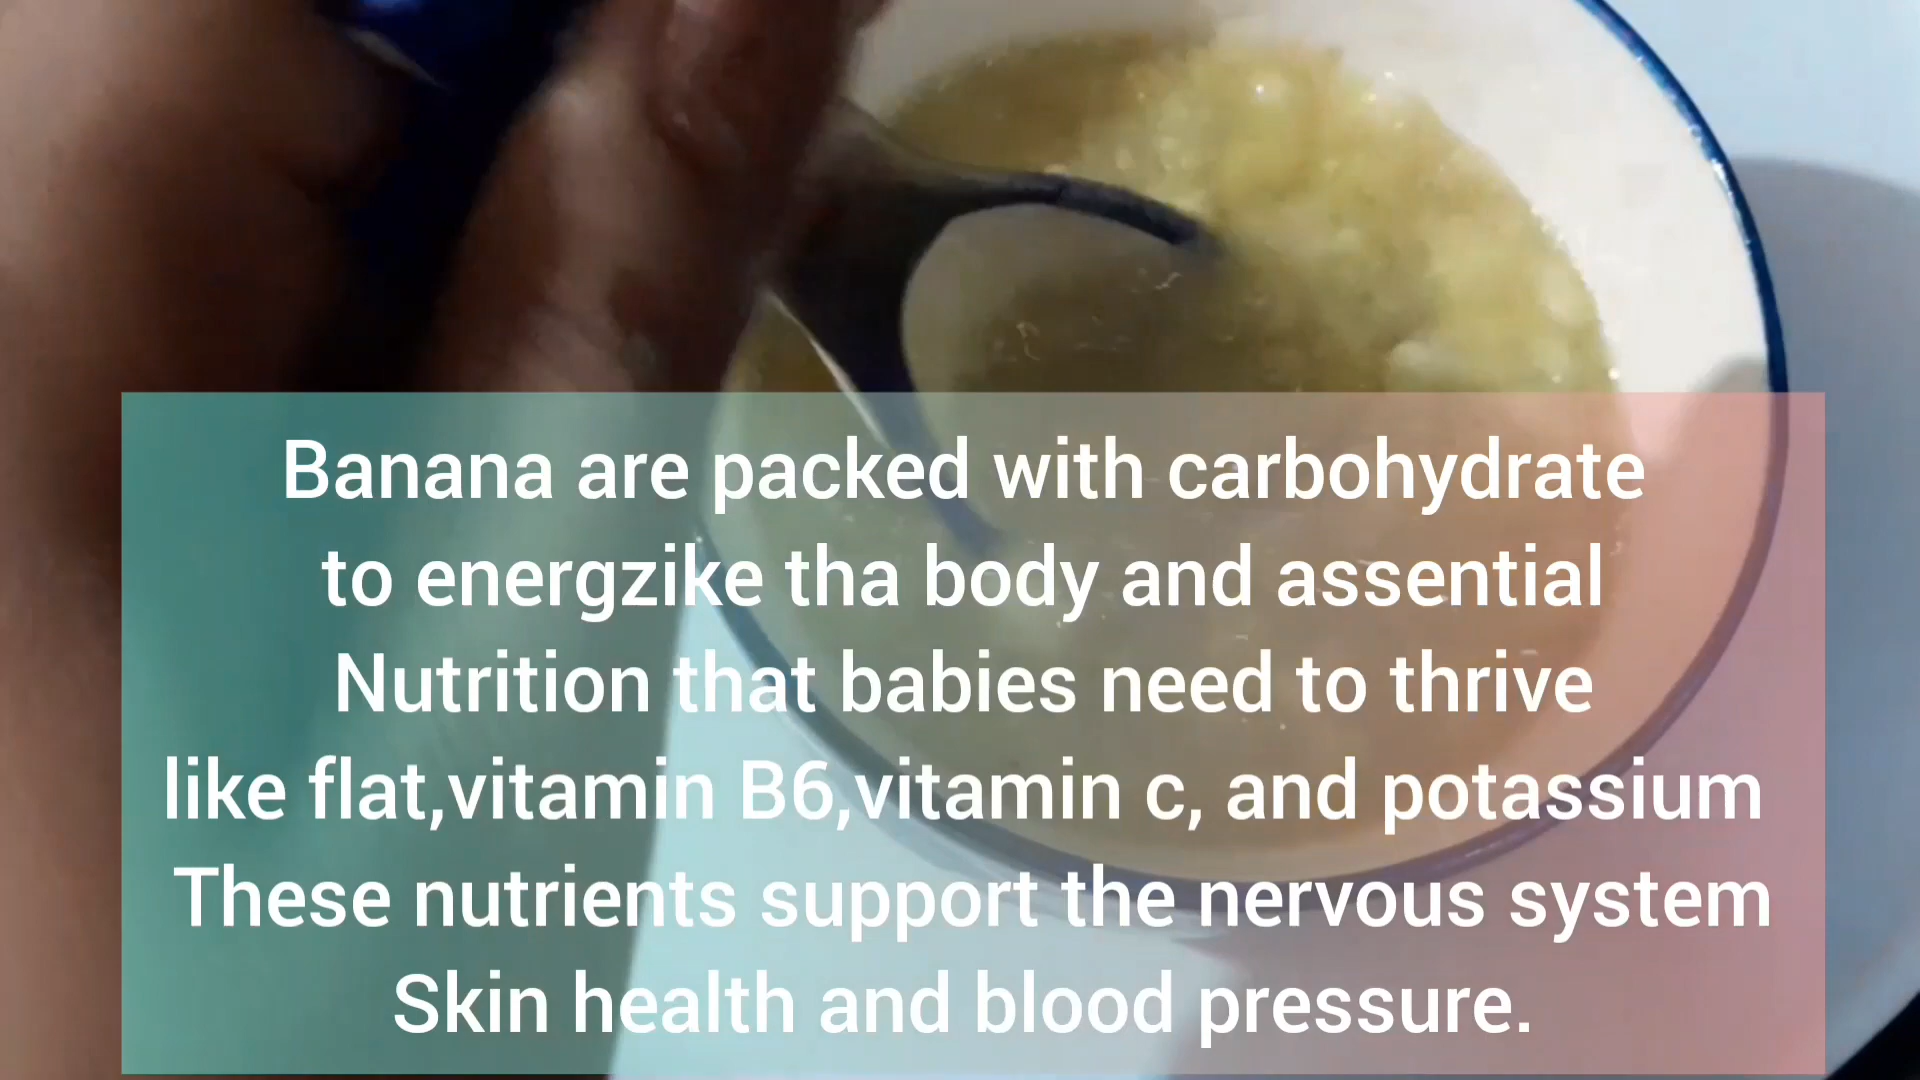 Banana are packed with carbohydrate
to energzike tha body and assential
Nutrition that babies need to thrive
like flat,vitamin B6,vitamin c, and potassium
These nutrients support the nervous system
Skin health and blood pressure.